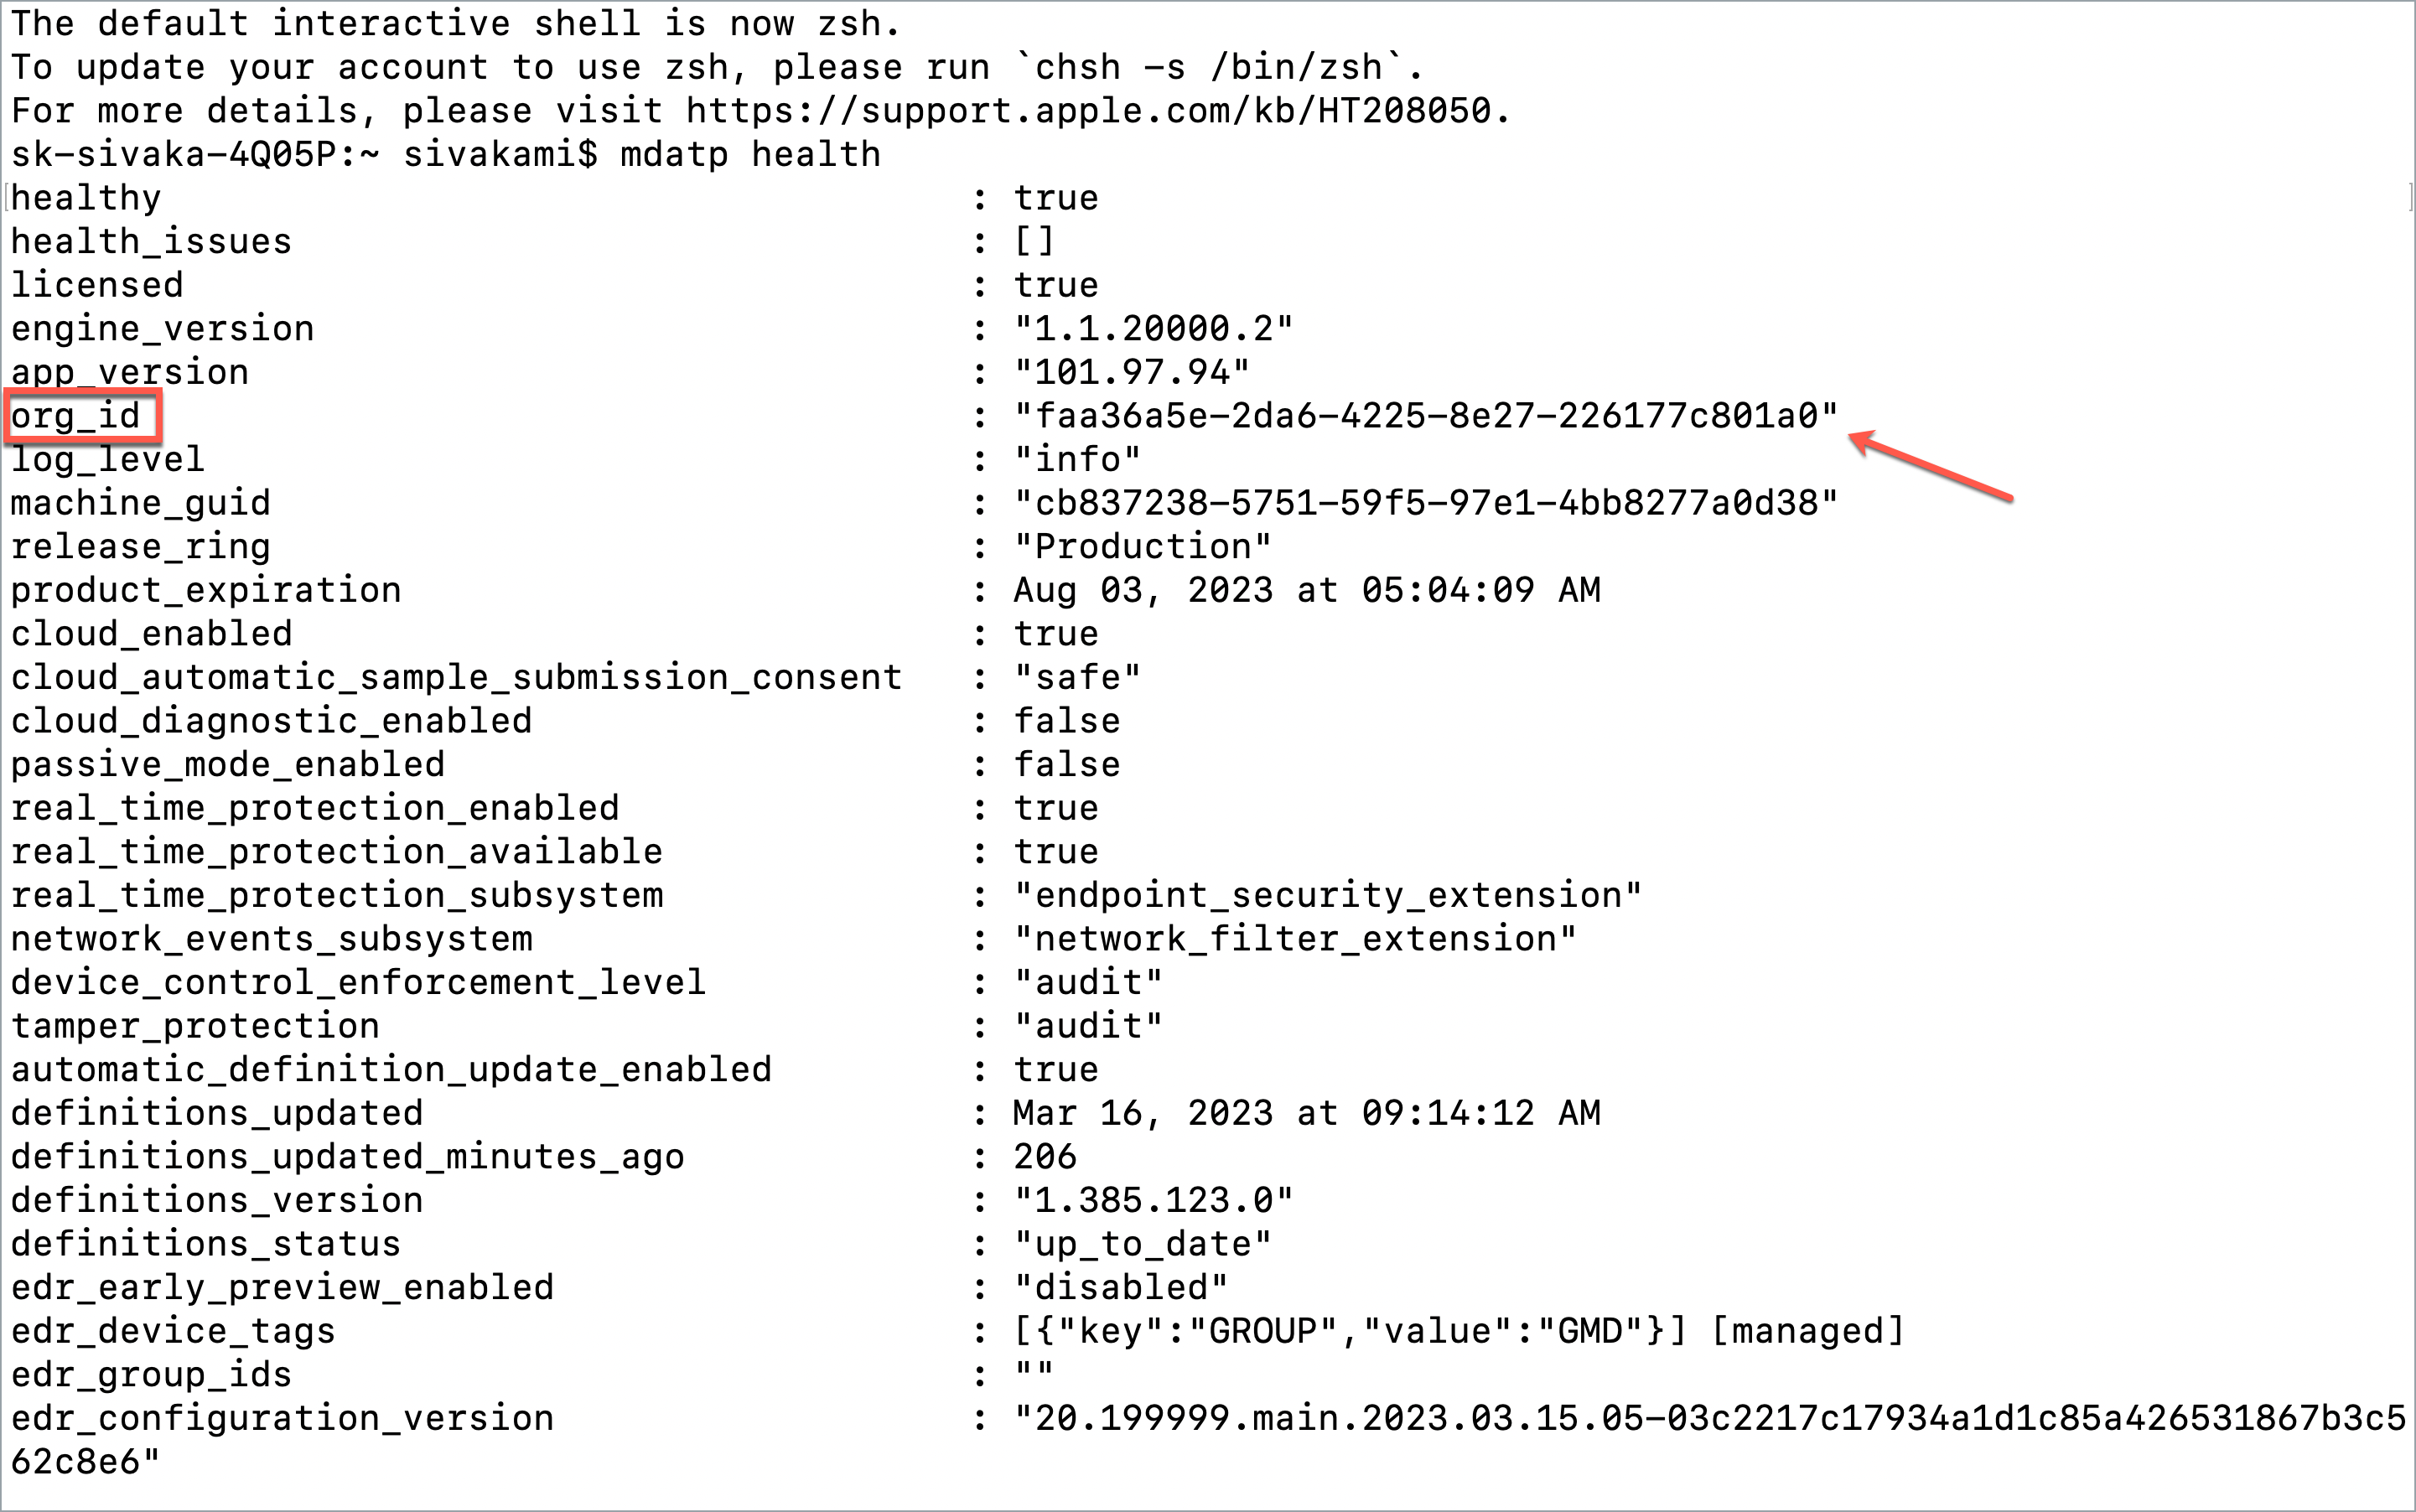 The default interactive shell is now zsh.
To update your account to use zsh, please run `chsh -s /bin/zsh`.
For more details, please visit https://support.apple.com/kb/HT208050.
sk-sivaka-4Q05P:~ sivakami$ mdatp health
healthy : true
health_issues : []
licensed : true
engine_version : "1.1.20000.2"
app_version : "101.97.94"
org_id : "faa36a5e-2da6-4225-8e27-226177c801a0"
log_level : "info"
machine_guid : "cb837238-5751-59f5-97e1-4bb8277a0d38"
release_ring : "Production"
product_expiration : Aug 03, 2023 at 05:04:09 AM
cloud_enabled : true
cloud_automatic_sample_submission_consent : "safe"
cloud_diagnostic_enabled : false
passive_mode_enabled : false
real_time_protection_enabled : true
real_time_protection_available : true
real_time_protection_subsystem : "endpoint_security_extension"
network_events_subsystem : "network_filter_extension"
device_control_enforcement_level : "audit"
tamper_protection : "audit"
automatic_definition_update_enabled : true
definitions_updated : Mar 16, 2023 at 09:14:12 AM
definitions_updated_minutes_ago : 206
definitions_version : "1.385.123.0"
definitions_status : "up_to_date"
edr_early_preview_enabled : "disabled"
edr_device_tags : [{"key":"GROUP","value":"GMD"}] [managed]
edr_group_ids : ""
edr_configuration_version : "20.199999.main.2023.03.15.05-03c2217c17934a1d1c85a426531867b3c5
62c8e6"